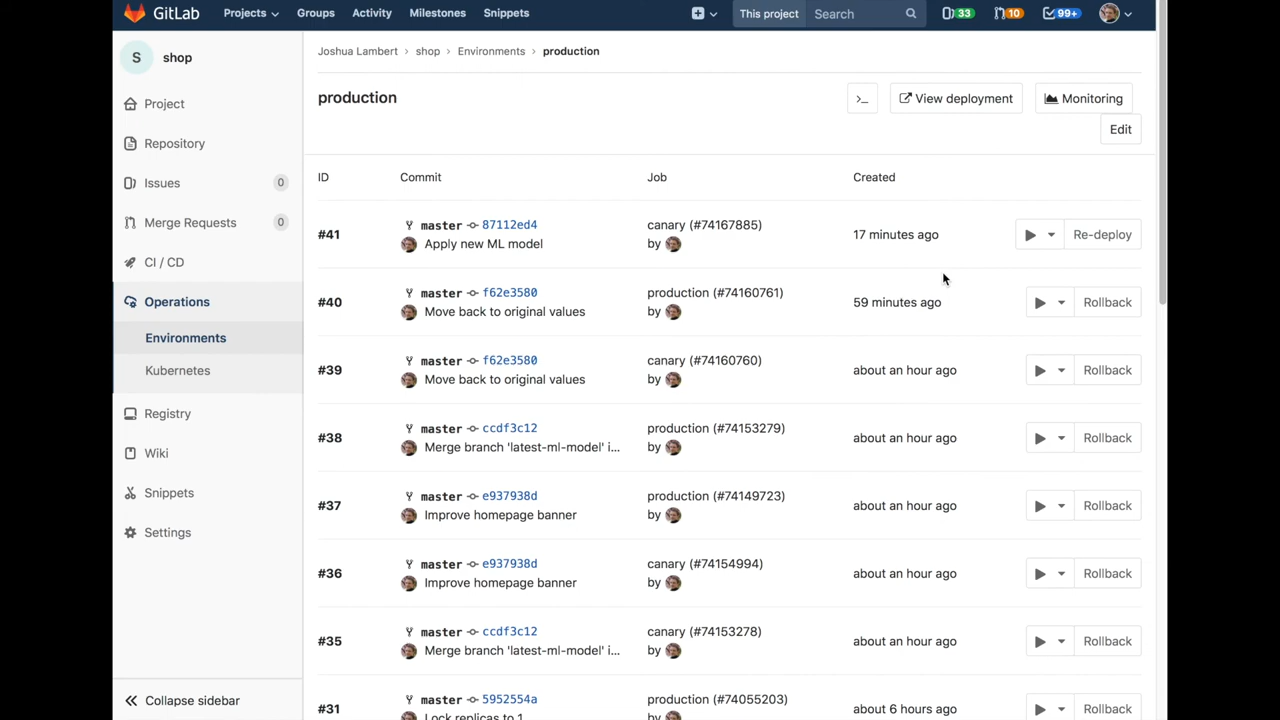 GitLab Projects Groups Activity Milestones Snippets This project Search 33 10 99+
S shop
Joshua Lambert › shop › Environments › production
production
>_ View deployment Monitoring
Edit
Project
Repository
Issues 0
Merge Requests 0
CI / CD
Operations
Environments
Kubernetes
Registry
Wiki
Snippets
Settings
Collapse sidebar
ID Commit Job Created
#41 master 87112ed4 canary (#74167885) 17 minutes ago Re-deploy
Apply new ML model by
#40 master f62e3580 production (#74160761) 59 minutes ago Rollback
Move back to original values by
#39 master f62e3580 canary (#74160760) about an hour ago Rollback
Move back to original values by
#38 master ccdf3c12 production (#74153279) about an hour ago Rollback
Merge branch 'latest-ml-model' i... by
#37 master e937938d production (#74149723) about an hour ago Rollback
Improve homepage banner by
#36 master e937938d canary (#74154994) about an hour ago Rollback
Improve homepage banner by
#35 master ccdf3c12 canary (#74153278) about an hour ago Rollback
Merge branch 'latest-ml-model' i... by
#31 master 5952554a production (#74055203) about 6 hours ago Rollback
Lock replicas to 1 by